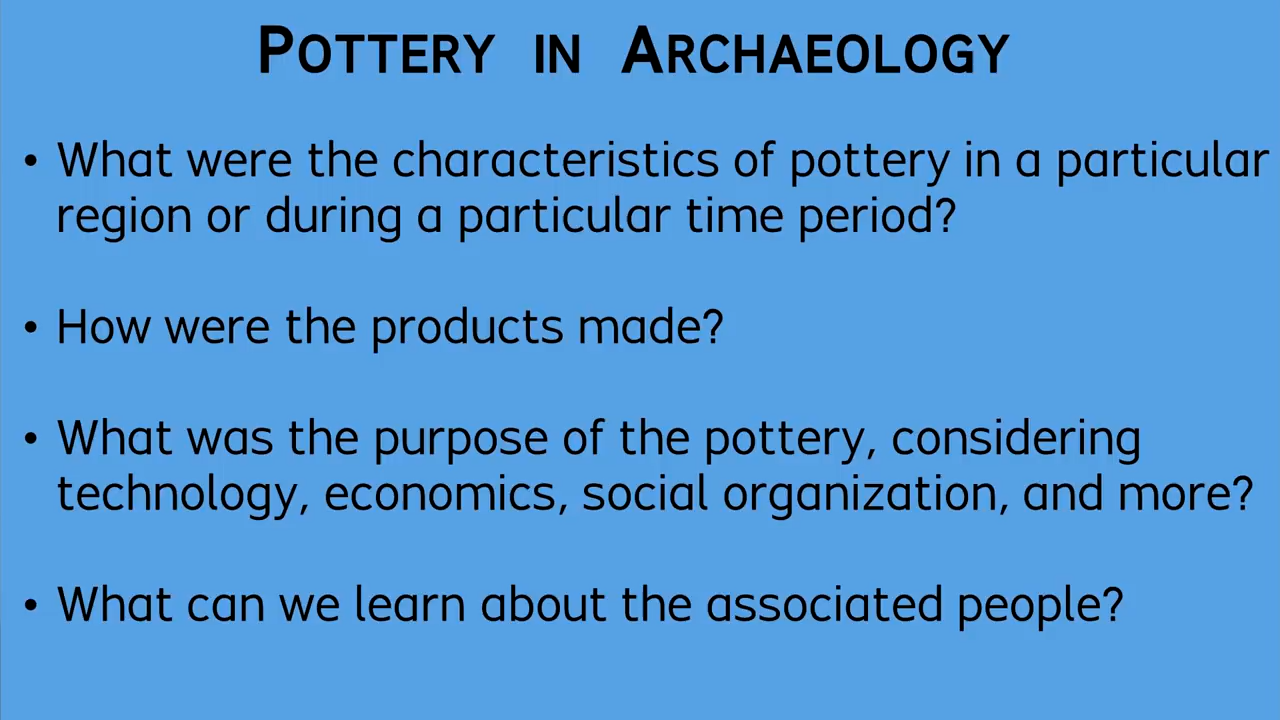 Pottery in Archaeology
• What were the characteristics of pottery in a particular
region or during a particular time period?
• How were the products made?
• What was the purpose of the pottery, considering
technology, economics, social organization, and more?
• What can we learn about the associated people?